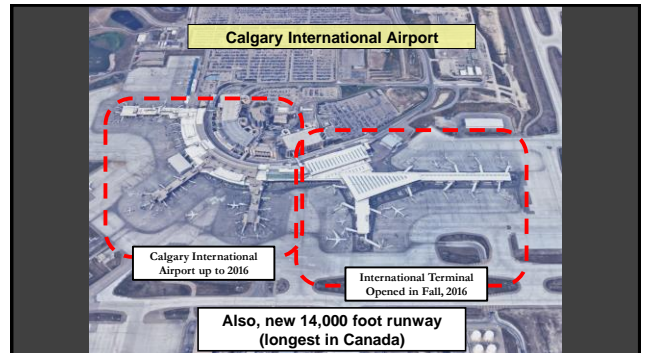 Calgary International Airport
Calgary International
Airport up to 2016
International Terminal
Opened in Fall, 2016
Also, new 14,000 foot runway
(longest in Canada)